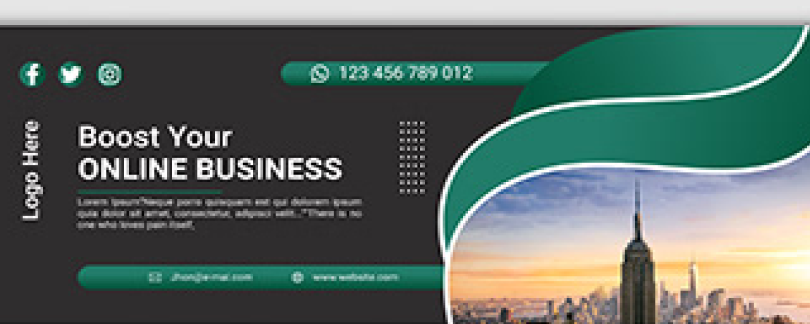 123 456 789 012
Logo Here
Boost Your
ONLINE BUSINESS
Lorem Ipsum"Neque porro quisquam est qui dolorem ipsum
quia dolor sit amet, consectetur, adipisci velit..."There is no
one who loves pain itself,
Jhon@e-mai.com www.website.com